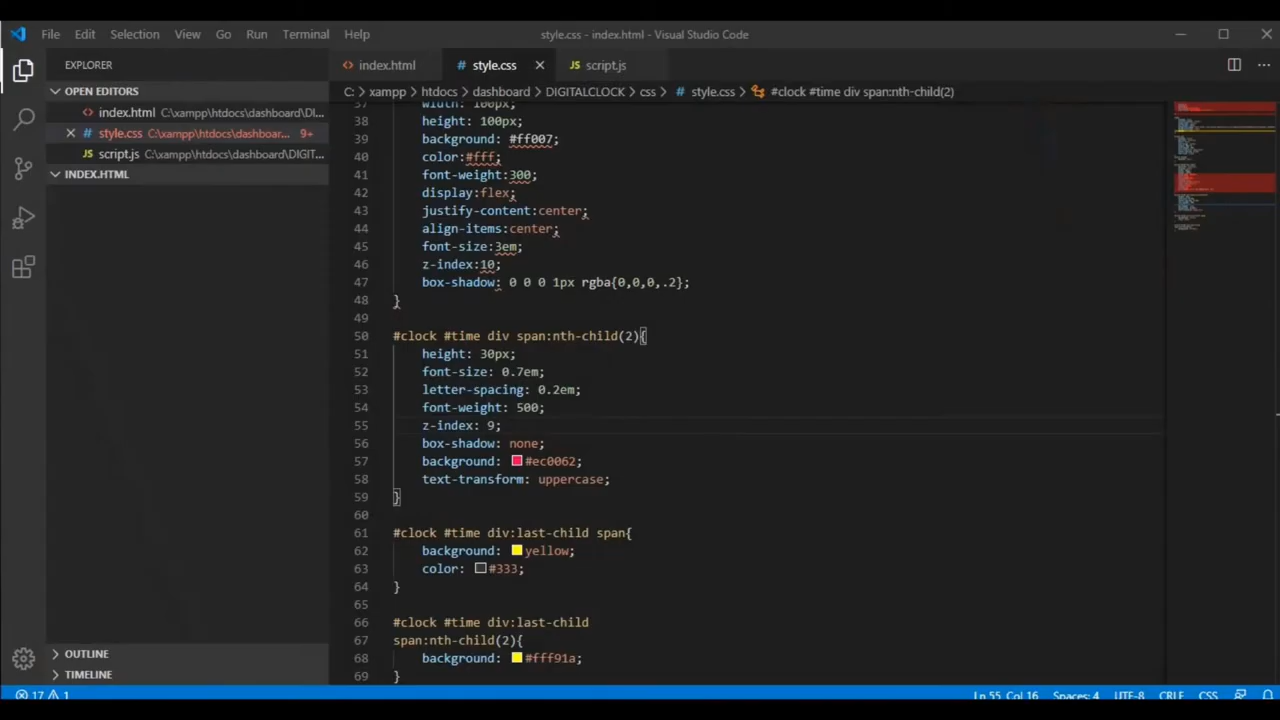 File Edit Selection View Go Run Terminal Help
style.css - index.html - Visual Studio Code
EXPLORER
OPEN EDITORS
index.html C:\xampp\htdocs\dashboard\DI...
style.css C:\xampp\htdocs\dashboar... 9+
script.js C:\xampp\htdocs\dashboard\DIGIT...
INDEX.HTML
OUTLINE
TIMELINE
index.html style.css script.js
C: > xampp > htdocs > dashboard > DIGITALCLOCK > css > # style.css > #clock #time div span:nth-child(2)
37 width: 100px;
38 height: 100px;
39 background: #ff007;
40 color:#fff;
41 font-weight:300;
42 display:flex;
43 justify-content:center;
44 align-items:center;
45 font-size:3em;
46 z-index:10;
47 box-shadow: 0 0 0 1px rgba{0,0,0,.2};
48 }
49
50 #clock #time div span:nth-child(2){
51 height: 30px;
52 font-size: 0.7em;
53 letter-spacing: 0.2em;
54 font-weight: 500;
55 z-index: 9;
56 box-shadow: none;
57 background: #ec0062;
58 text-transform: uppercase;
59 }
60
61 #clock #time div:last-child span{
62 background: yellow;
63 color: #333;
64 }
65
66 #clock #time div:last-child
67 span:nth-child(2){
68 background: #fff91a;
69 }
17 1
Ln 55, Col 16 Spaces: 4 UTF-8 CRLF CSS